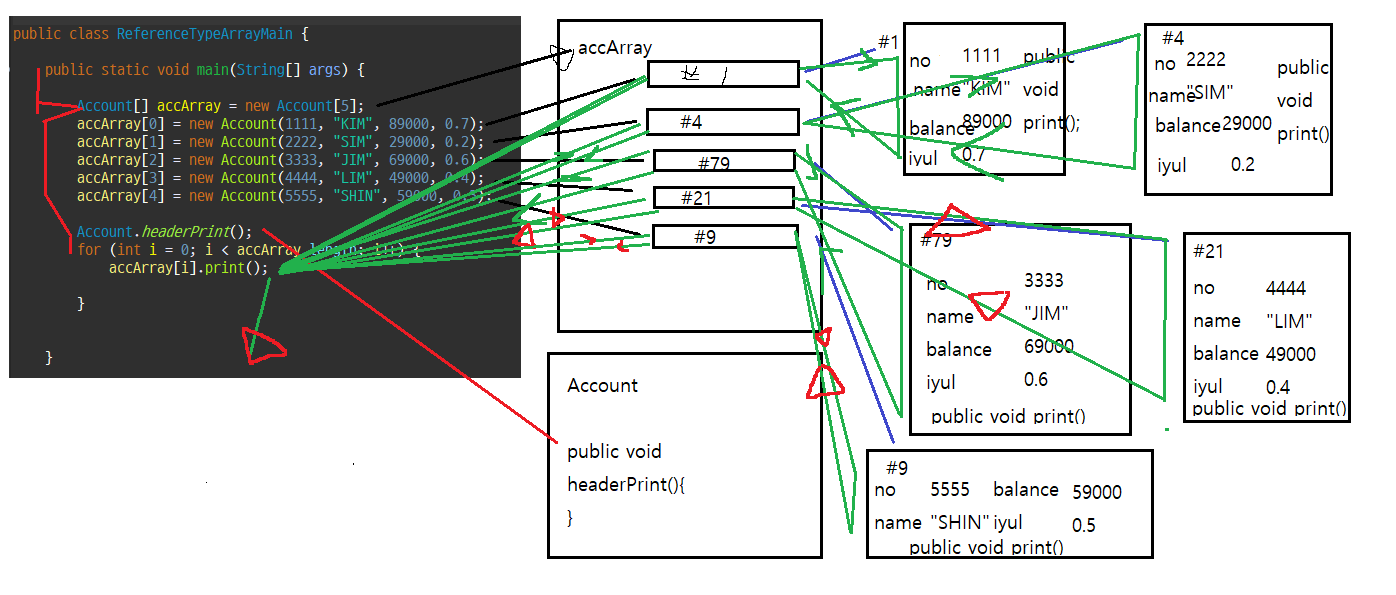 public class ReferenceTypeArrayMain {
public static void main(String[] args) {
Account[] accArray = new Account[5];
accArray[0] = new Account(1111, "KIM", 89000, 0.7);
accArray[1] = new Account(2222, "SIM", 29000, 0.2);
accArray[2] = new Account(3333, "JIM", 69000, 0.6);
accArray[3] = new Account(4444, "LIM", 49000, 0.4);
accArray[4] = new Account(5555, "SHIN", 59000, 0.5);
Account.headerPrint();
for (int i = 0; i < accArray.length; i++) {
accArray[i].print();
}
}
accArray
#4
#79
#21
#9
Account
public void
headerPrint(){
}
#1
no 1111 public
name "KIM" void
balance 89000 print();
iyul 0.7
#4
no 2222 public
name "SIM" void
balance 29000 print()
iyul 0.2
#79
no 3333
name "JIM"
balance 69000
iyul 0.6
public void print()
#21
no 4444
name "LIM"
balance 49000
iyul 0.4
public void print()
#9
no 5555 balance 59000
name "SHIN" iyul 0.5
public void print()